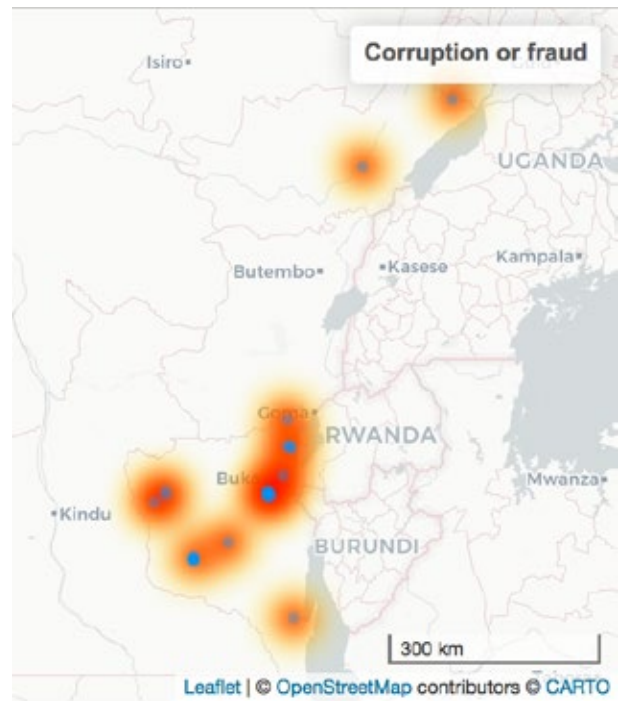 Corruption or fraud
Isiro
UGANDA
Butembo
Kasese
Kampala
Goma
RWANDA
Buka
Mwanza
Kindu
BURUNDI
300 km
Leaflet | © OpenStreetMap contributors © CARTO